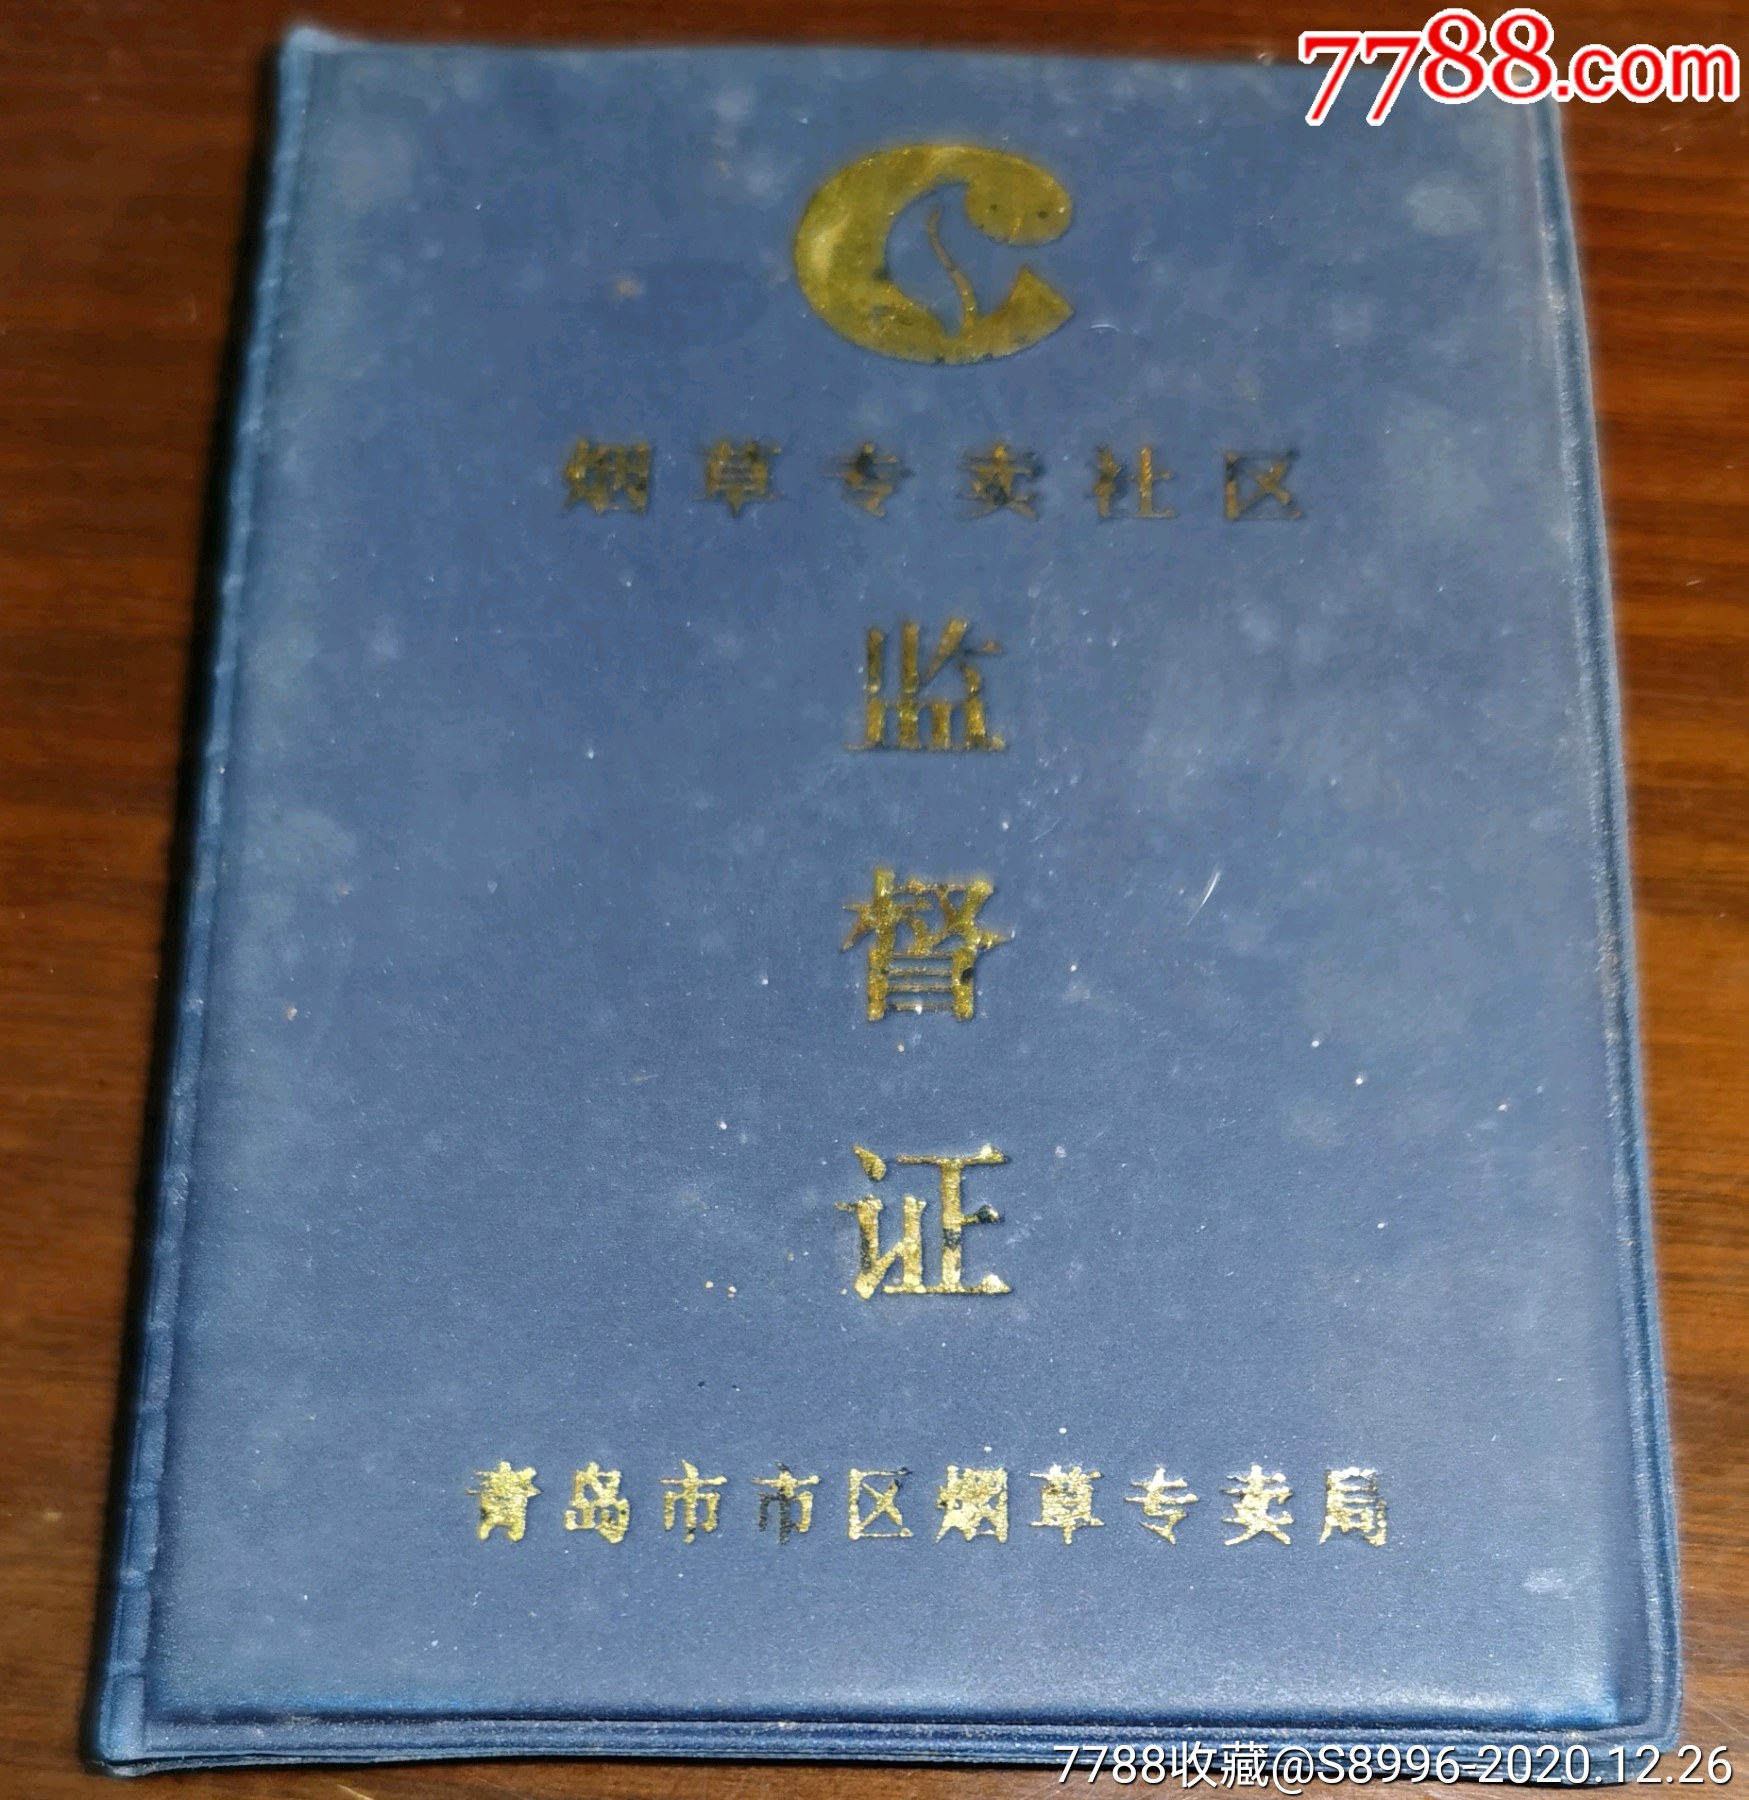 7788.com
烟草专卖社区
监
督
证
青岛市市区烟草专卖局
7788收藏@S8996-2020.12.26